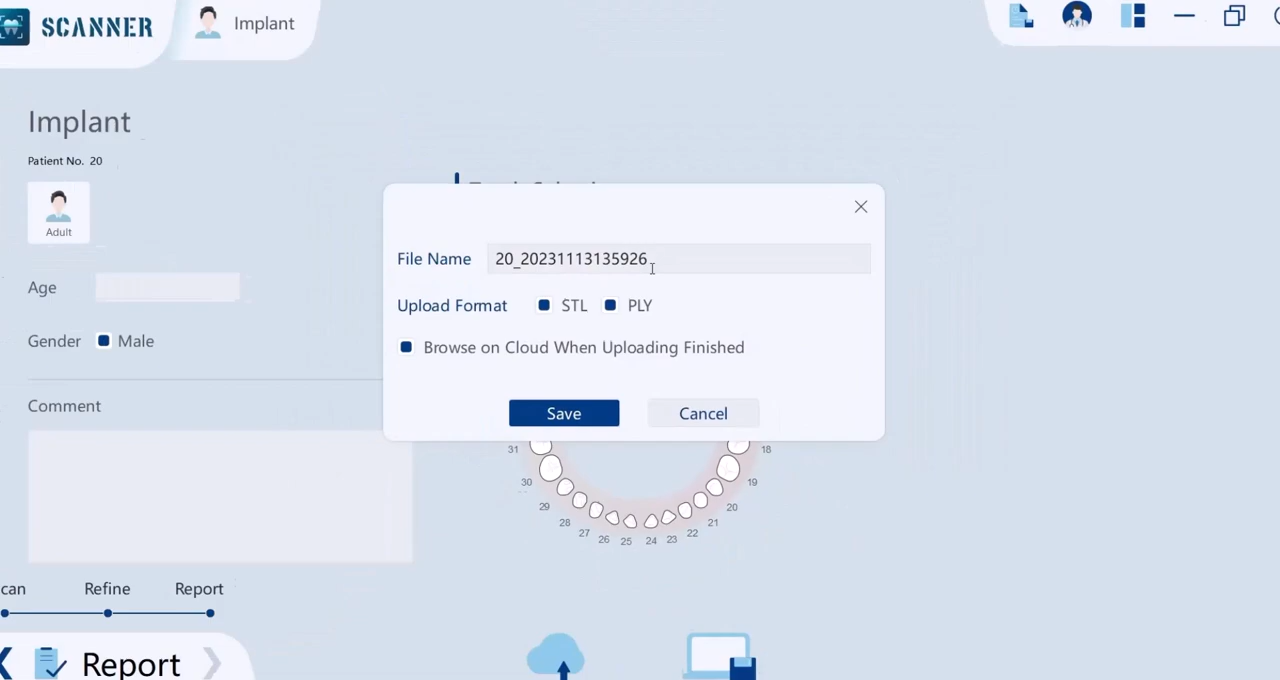 SCANNER
Implant
Implant
Patient No. 20
Adult
Age
Gender Male
Comment
File Name 20_20231113135926
Upload Format STL PLY
Browse on Cloud When Uploading Finished
Save Cancel
31 18
30 19
29 20
28 21
27 22
26 25 24 23
Refine Report
Report